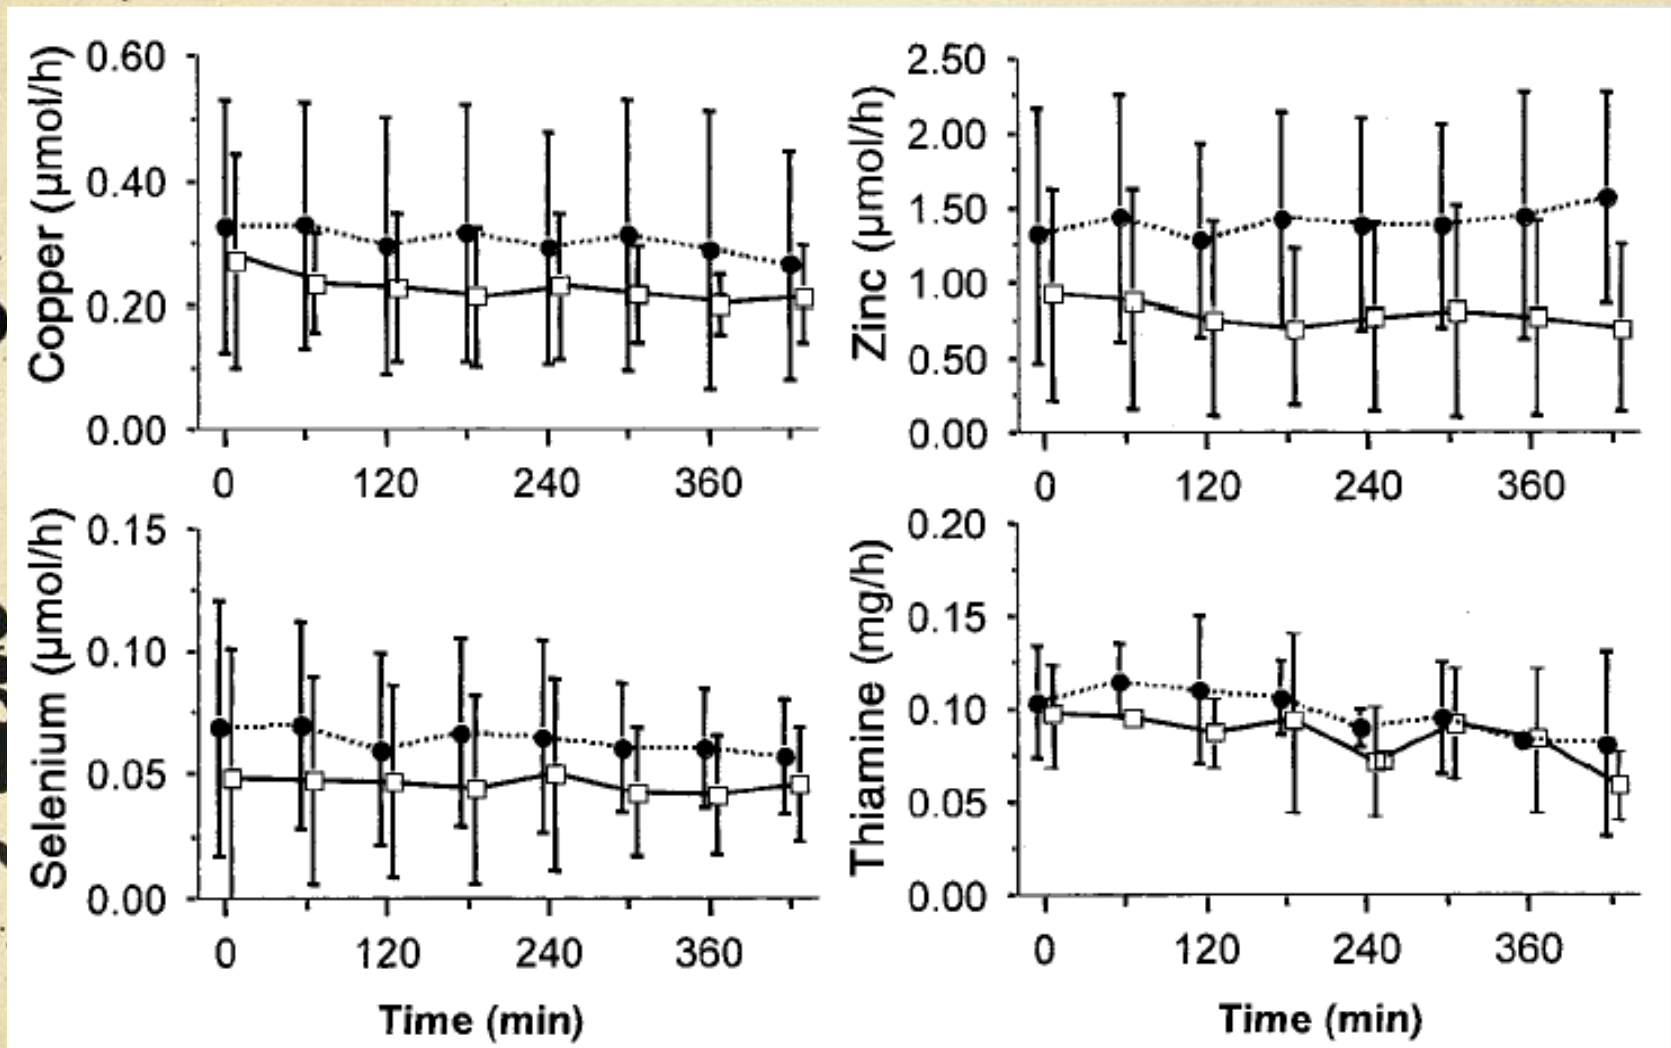 Copper (μmol/h)
0.60
0.40
0.20
0.00
0 120 240 360
Zinc (μmol/h)
2.50
2.00
1.50
1.00
0.50
0.00
0 120 240 360
Selenium (μmol/h)
0.15
0.10
0.05
0.00
0 120 240 360
Time (min)
Thiamine (mg/h)
0.20
0.15
0.10
0.05
0.00
0 120 240 360
Time (min)